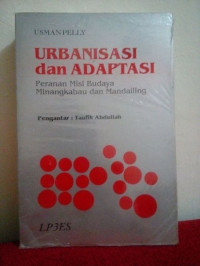 USMAN PELLY
URBANISASI
dan ADAPTASI
Peranan Misi Budaya
Minangkabau dan Mandailing
Pengantar : Taufik Abdullah
LP3ES